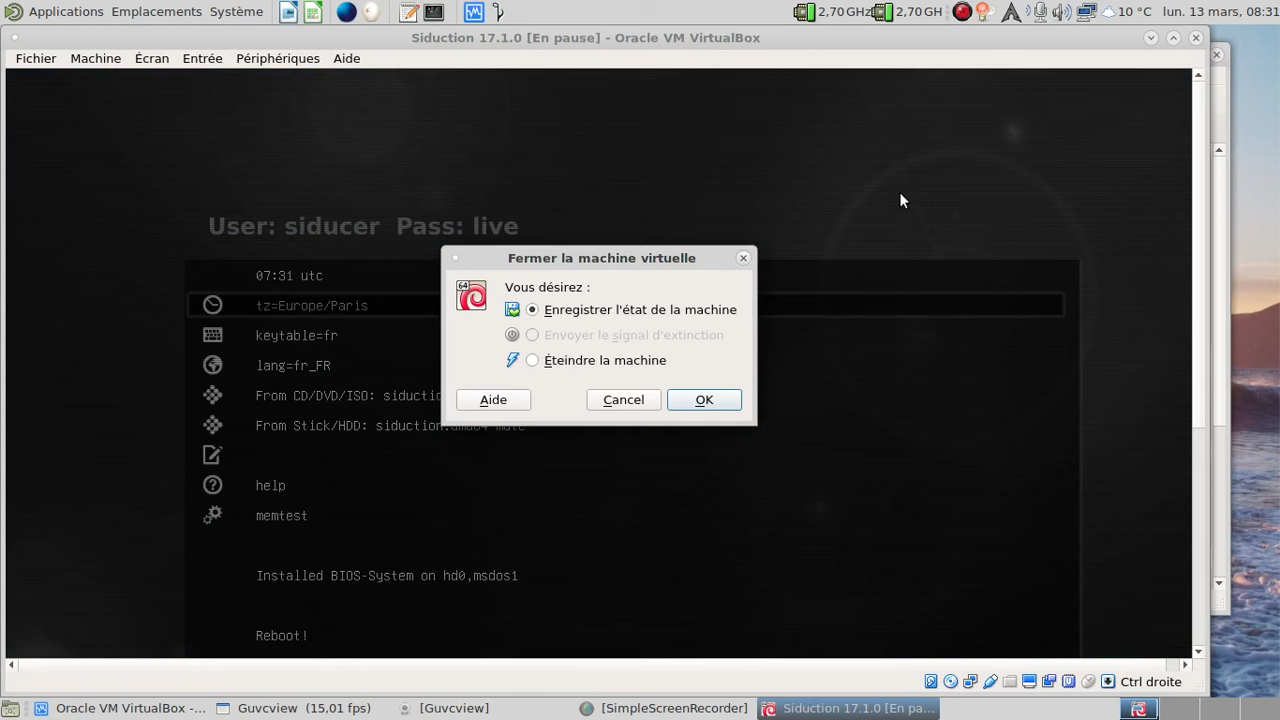 Applications Emplacements Système 2,70 GHz 2,70 GH 10 °C lun. 13 mars, 08:31
Siduction 17.1.0 [En pause] - Oracle VM VirtualBox
Fichier Machine Écran Entrée Périphériques Aide
User: siducer Pass: live
07:31 utc
tz=Europe/Paris
keytable=fr
lang=fr_FR
From CD/DVD/ISO: siductio
From Stick/HDD: siduction.amd64 mate
help
memtest
Installed BIOS-System on hd0,msdos1
Reboot!
Fermer la machine virtuelle
64
Vous désirez :
Enregistrer l'état de la machine
Envoyer le signal d'extinction
Éteindre la machine
Aide Cancel OK
Ctrl droite
Oracle VM VirtualBox -... Guvcview (15,01 fps) [Guvcview] [SimpleScreenRecorder] Siduction 17.1.0 [En pa...